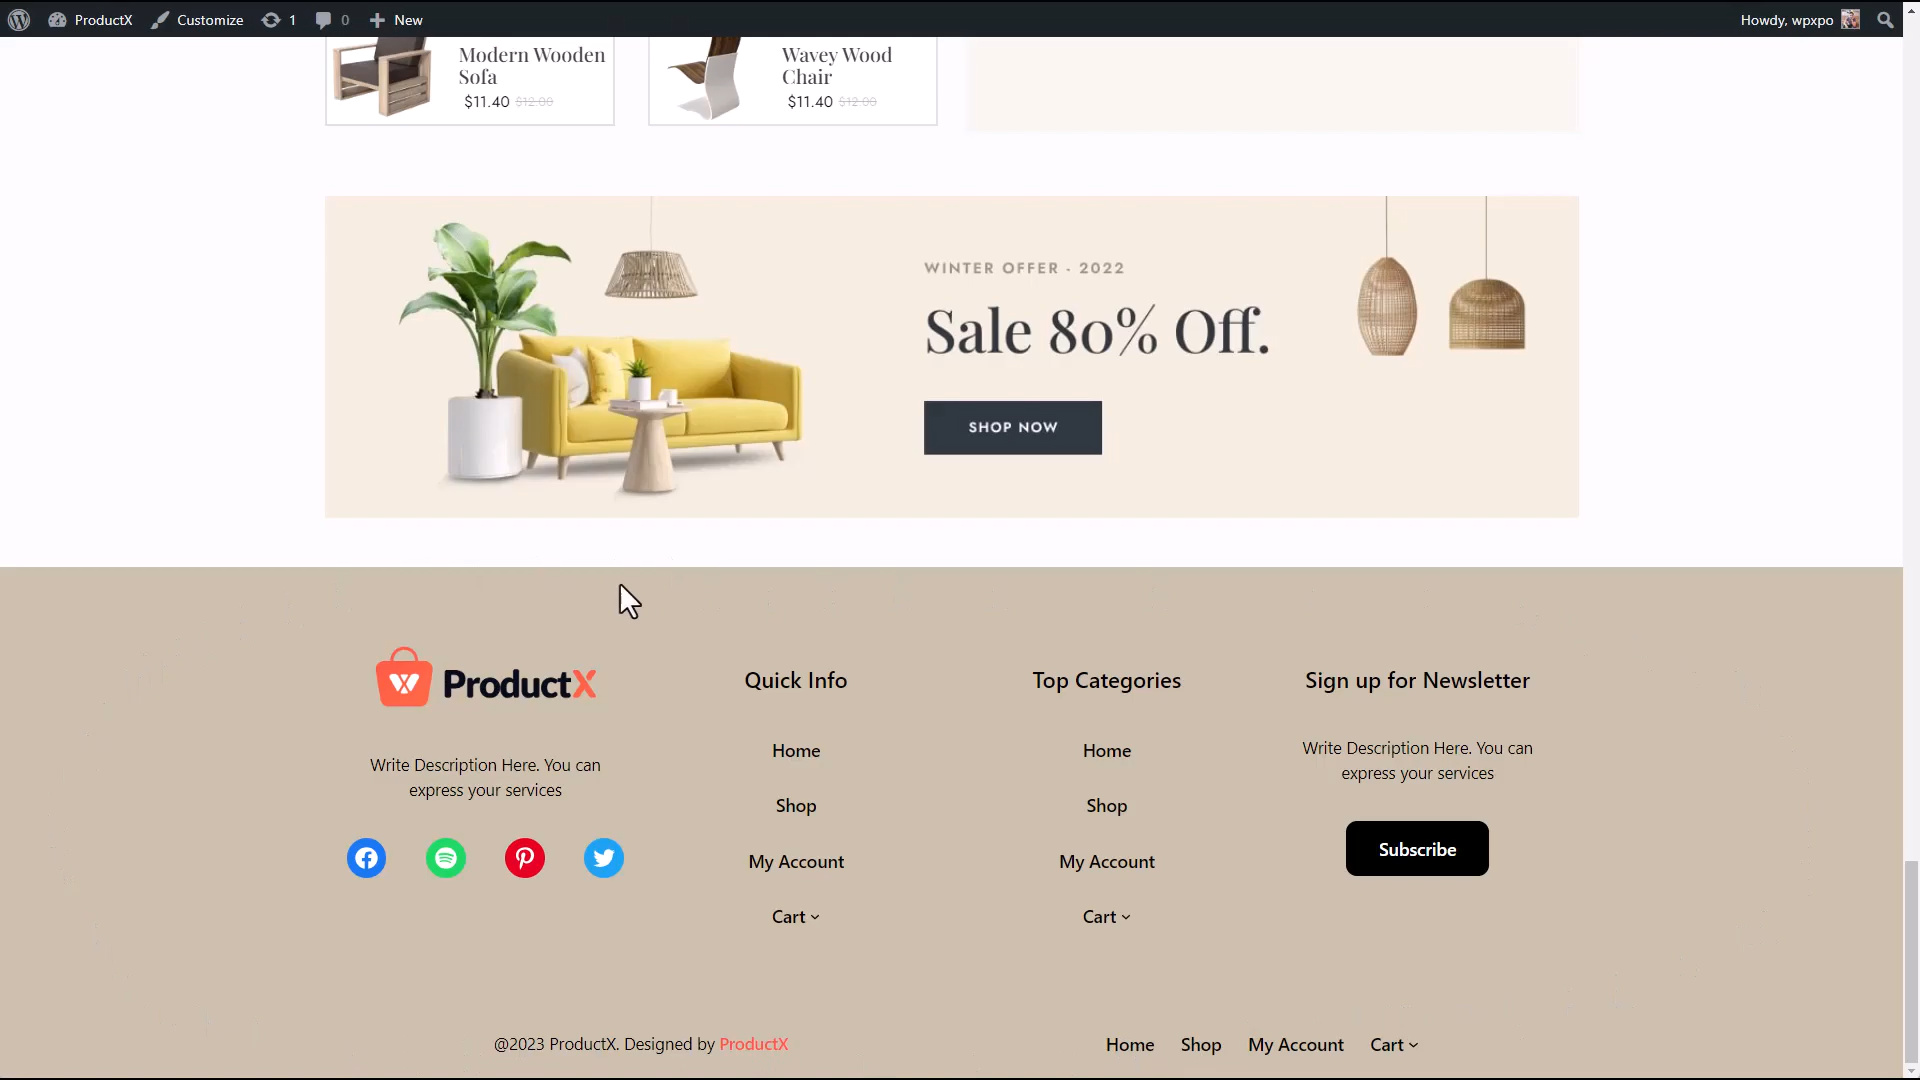 ProductX Customize 1 0 New Howdy, wpxpo
Modern Wooden
Sofa
$11.40 $12.00
Wavey Wood
Chair
$11.40 $12.00
WINTER OFFER - 2022
Sale 80% Off.
SHOP NOW
ProductX
Write Description Here. You can
express your services
Quick Info
Home
Shop
My Account
Cart
Top Categories
Home
Shop
My Account
Cart
Sign up for Newsletter
Write Description Here. You can
express your services
Subscribe
@2023 ProductX. Designed by ProductX
Home Shop My Account Cart